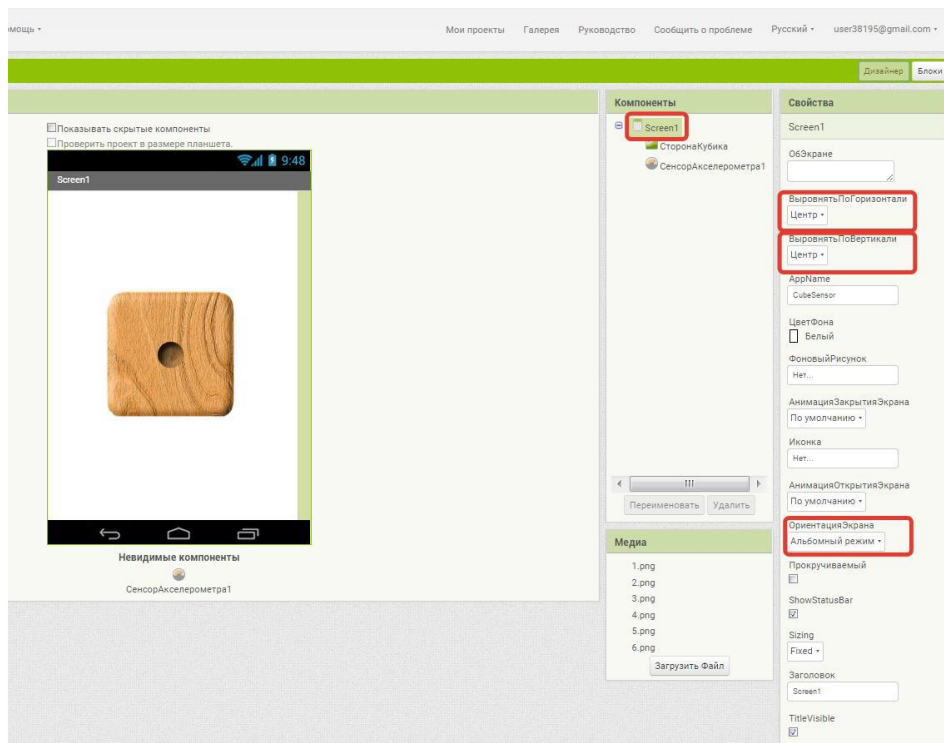 омощь
Мои проекты Галерея Руководство Сообщить о проблеме Русский user38195@gmail.com
Дизайнер Блоки
Показывать скрытые компоненты
Проверить проект в размере планшета.
9:48
Screen1
Невидимые компоненты
СенсорАкселерометра1
Компоненты
Screen1
СторонаКубика
СенсорАкселерометра1
Переименовать Удалить
Медиа
1.png
2.png
3.png
4.png
5.png
6.png
Загрузить Файл
Свойства
Screen1
ОбЭкране
ВыровнятьПоГоризонтали
Центр
ВыровнятьПоВертикали
Центр
AppName
CubeSensor
ЦветФона
Белый
ФоновыйРисунок
Нет...
АнимацияЗакрытияЭкрана
По умолчанию
Иконка
Нет...
АнимацияОткрытияЭкрана
По умолчанию
ОриентацияЭкрана
Альбомный режим
Прокручиваемый
ShowStatusBar
Sizing
Fixed
Заголовок
Screen1
TitleVisible